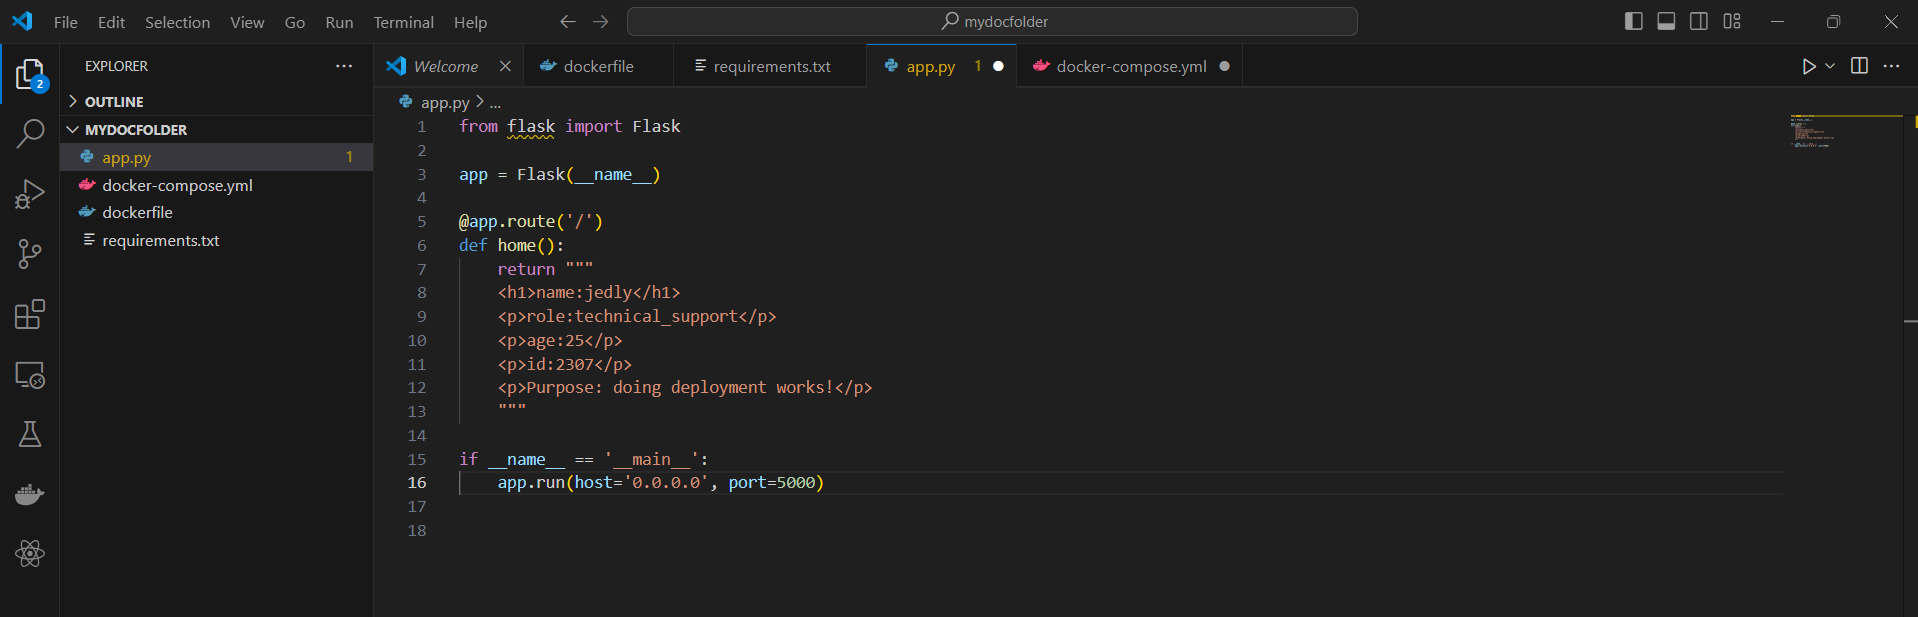 File Edit Selection View Go Run Terminal Help
mydocfolder
2
EXPLORER
OUTLINE
MYDOCFOLDER
app.py 1
docker-compose.yml
dockerfile
requirements.txt
Welcome
dockerfile
requirements.txt
app.py 1
docker-compose.yml
app.py > ...
1 from flask import Flask
2
3 app = Flask(__name__)
4
5 @app.route('/')
6 def home():
7     return """
8     <h1>name:jedly</h1>
9     <p>role:technical_support</p>
10     <p>age:25</p>
11     <p>id:2307</p>
12     <p>Purpose: doing deployment works!</p>
13     """
14
15 if __name__ == '__main__':
16     app.run(host='0.0.0.0', port=5000)
17
18